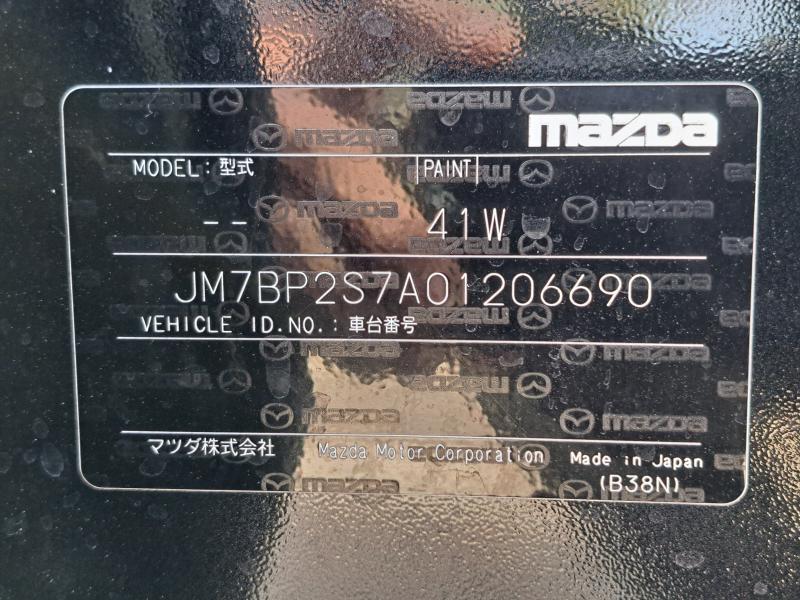 mazda
MODEL: 型式 PAINT
-- 41W
JM7BP2S7A01206690
VEHICLE ID.NO.: 車台番号
マツダ株式会社 Mazda Motor Corporation Made in Japan
(B38N)